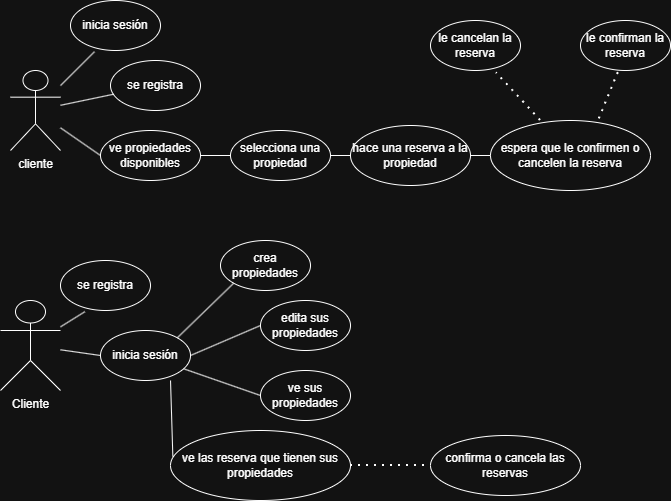 inicia sesión
le cancelan la
reserva
le confirman la
reserva
se registra
cliente
ve propiedades
disponibles
selecciona una
propiedad
hace una reserva a la
propiedad
espera que le confirmen o
cancelen la reserva
se registra
crea
propiedades
edita sus
propiedades
inicia sesión
Cliente
ve sus
propiedades
ve las reserva que tienen sus
propiedades
confirma o cancela las
reservas